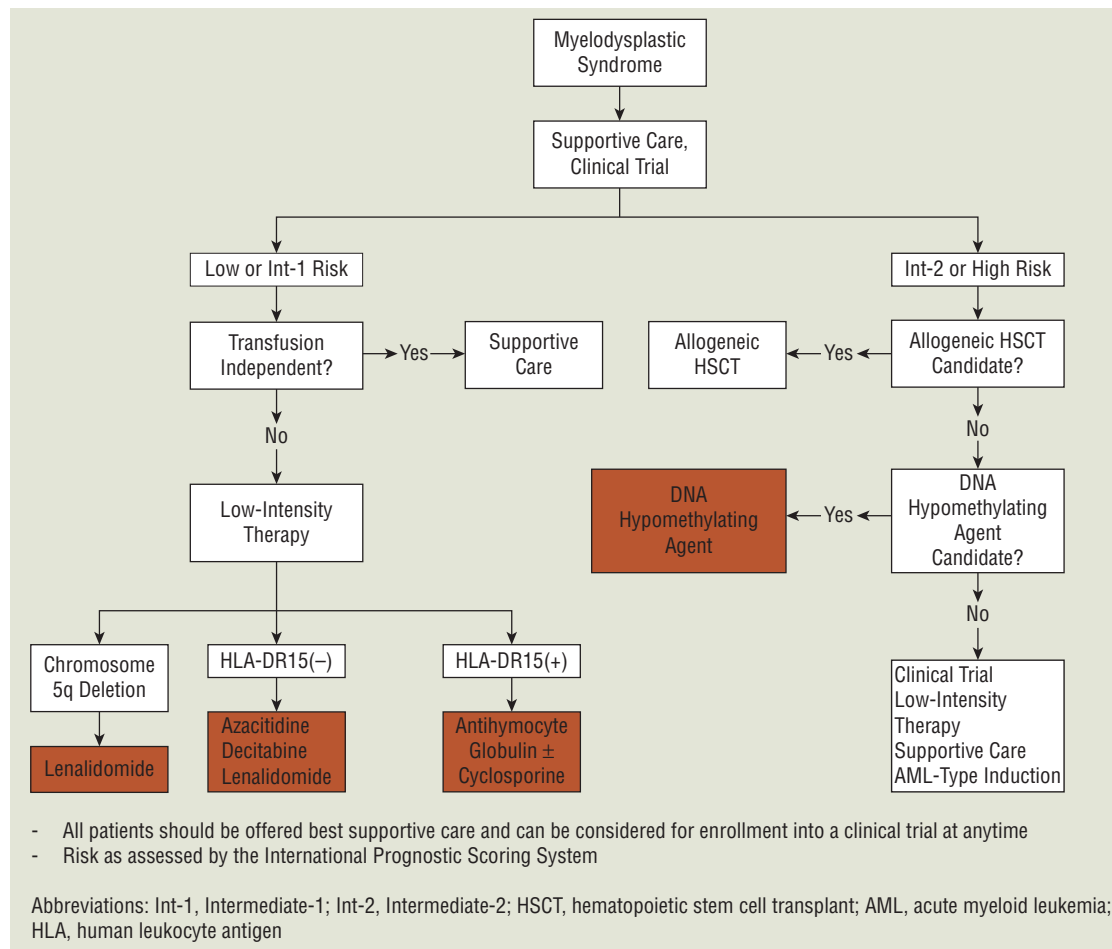 Myelodysplastic
Syndrome
Supportive Care,
Clinical Trial
Low or Int-1 Risk
Int-2 or High Risk
Transfusion
Independent?
Yes
Supportive
Care
Allogeneic
HSCT
Yes
Allogeneic HSCT
Candidate?
No
No
Low-Intensity
Therapy
DNA
Hypomethylating
Agent
Yes
DNA
Hypomethylating
Agent
Candidate?
No
Chromosome
5q Deletion
HLA-DR15(–)
HLA-DR15(+)
Lenalidomide
Azacitidine
Decitabine
Lenalidomide
Antihymocyte
Globulin ±
Cyclosporine
Clinical Trial
Low-Intensity
Therapy
Supportive Care
AML-Type Induction
- All patients should be offered best supportive care and can be considered for enrollment into a clinical trial at anytime
- Risk as assessed by the International Prognostic Scoring System
Abbreviations: Int-1, Intermediate-1; Int-2, Intermediate-2; HSCT, hematopoietic stem cell transplant; AML, acute myeloid leukemia;
HLA, human leukocyte antigen